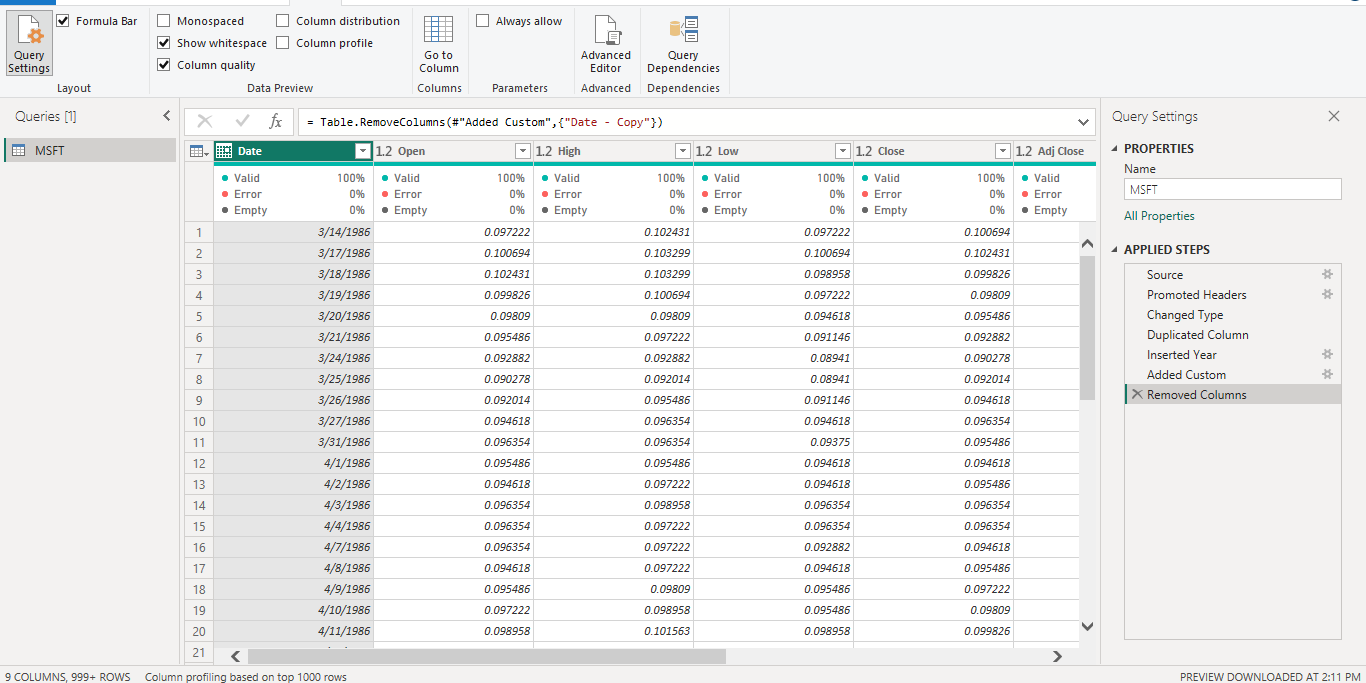 Query Settings
Formula Bar
Layout
Monospaced
Column distribution
Show whitespace
Column profile
Column quality
Data Preview
Go to Column
Columns
Always allow
Parameters
Advanced Editor
Advanced
Query Dependencies
Dependencies
Queries [1]
MSFT
fx
= Table.RemoveColumns(#"Added Custom",{"Date - Copy"})
Date 1.2 Open 1.2 High 1.2 Low 1.2 Close 1.2 Adj Close
Valid 100% Valid 100% Valid 100% Valid 100% Valid 100% Valid
Error 0% Error 0% Error 0% Error 0% Error 0% Error
Empty 0% Empty 0% Empty 0% Empty 0% Empty 0% Empty
1 3/14/1986 0.097222 0.102431 0.097222 0.100694
2 3/17/1986 0.100694 0.103299 0.100694 0.102431
3 3/18/1986 0.102431 0.103299 0.098958 0.099826
4 3/19/1986 0.099826 0.100694 0.097222 0.09809
5 3/20/1986 0.09809 0.09809 0.094618 0.095486
6 3/21/1986 0.095486 0.097222 0.091146 0.092882
7 3/24/1986 0.092882 0.092882 0.08941 0.090278
8 3/25/1986 0.090278 0.092014 0.08941 0.092014
9 3/26/1986 0.092014 0.095486 0.091146 0.094618
10 3/27/1986 0.094618 0.096354 0.094618 0.096354
11 3/31/1986 0.096354 0.096354 0.09375 0.095486
12 4/1/1986 0.095486 0.095486 0.094618 0.094618
13 4/2/1986 0.094618 0.097222 0.094618 0.095486
14 4/3/1986 0.096354 0.098958 0.096354 0.096354
15 4/4/1986 0.096354 0.097222 0.096354 0.096354
16 4/7/1986 0.096354 0.097222 0.092882 0.094618
17 4/8/1986 0.094618 0.097222 0.094618 0.095486
18 4/9/1986 0.095486 0.09809 0.095486 0.097222
19 4/10/1986 0.097222 0.098958 0.095486 0.09809
20 4/11/1986 0.098958 0.101563 0.098958 0.099826
21
Query Settings
PROPERTIES
Name
MSFT
All Properties
APPLIED STEPS
Source
Promoted Headers
Changed Type
Duplicated Column
Inserted Year
Added Custom
Removed Columns
9 COLUMNS, 999+ ROWS Column profiling based on top 1000 rows
PREVIEW DOWNLOADED AT 2:11 PM